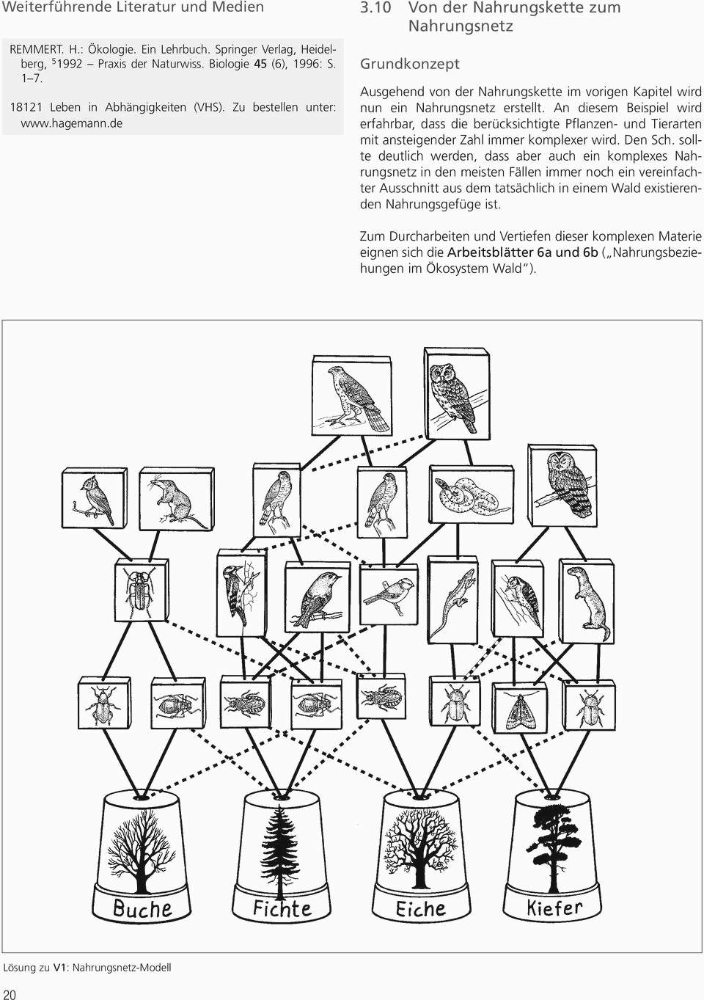 Weiterführende Literatur und Medien
REMMERT. H.: Ökologie. Ein Lehrbuch. Springer Verlag, Heidel-
berg, ⁵1992 – Praxis der Naturwiss. Biologie 45 (6), 1996: S.
1–7.
18121 Leben in Abhängigkeiten (VHS). Zu bestellen unter:
www.hagemann.de
3.10 Von der Nahrungskette zum
Nahrungsnetz
Grundkonzept
Ausgehend von der Nahrungskette im vorigen Kapitel wird
nun ein Nahrungsnetz erstellt. An diesem Beispiel wird
erfahrbar, dass die berücksichtigte Pflanzen- und Tierarten
mit ansteigender Zahl immer komplexer wird. Den Sch. soll-
te deutlich werden, dass aber auch ein komplexes Nah-
rungsnetz in den meisten Fällen immer noch ein vereinfach-
ter Ausschnitt aus dem tatsächlich in einem Wald existieren-
den Nahrungsgefüge ist.
Zum Durcharbeiten und Vertiefen dieser komplexen Materie
eignen sich die Arbeitsblätter 6a und 6b („Nahrungsbezie-
hungen im Ökosystem Wald“).
Buche
Fichte
Eiche
Kiefer
Lösung zu V1: Nahrungsnetz-Modell
20